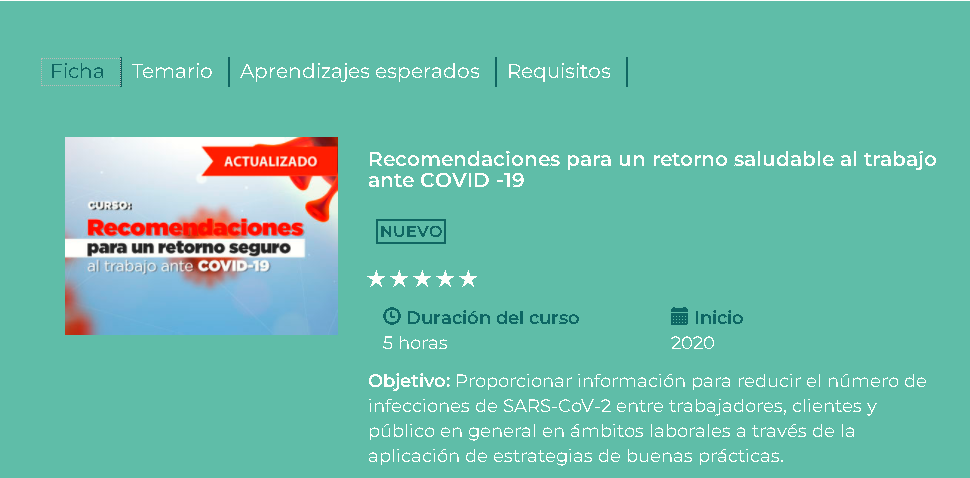 Ficha Temario Aprendizajes esperados Requisitos
ACTUALIZADO
CURSO:
Recomendaciones
para un retorno seguro
al trabajo ante COVID-19
Recomendaciones para un retorno saludable al trabajo
ante COVID -19
NUEVO
Duración del curso
5 horas
Inicio
2020
Objetivo: Proporcionar información para reducir el número de
infecciones de SARS-CoV-2 entre trabajadores, clientes y
público en general en ámbitos laborales a través de la
aplicación de estrategias de buenas prácticas.